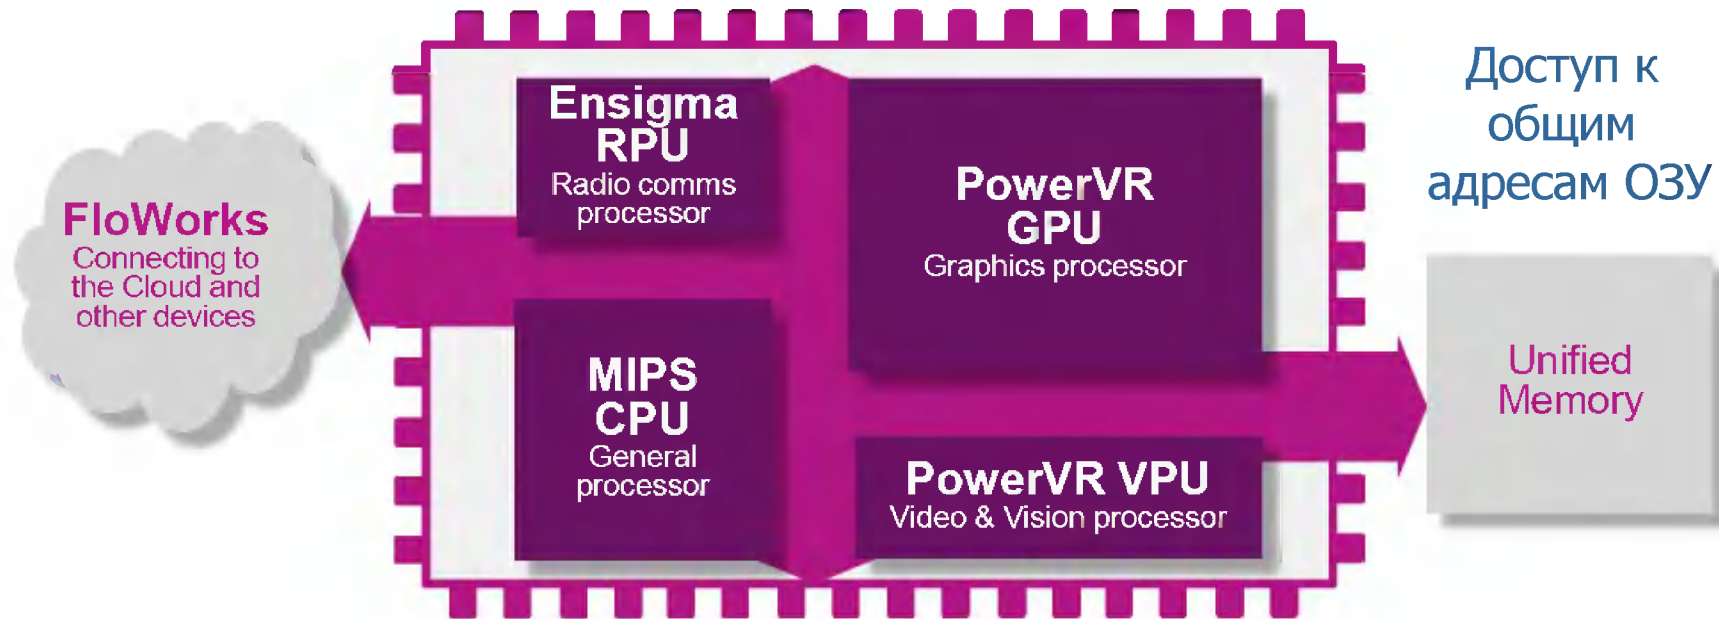 FloWorks
Connecting to
the Cloud and
other devices
Ensigma
RPU
Radio comms
processor
MIPS
CPU
General
processor
PowerVR
GPU
Graphics processor
PowerVR VPU
Video & Vision processor
Доступ к
общим
адресам ОЗУ
Unified
Memory